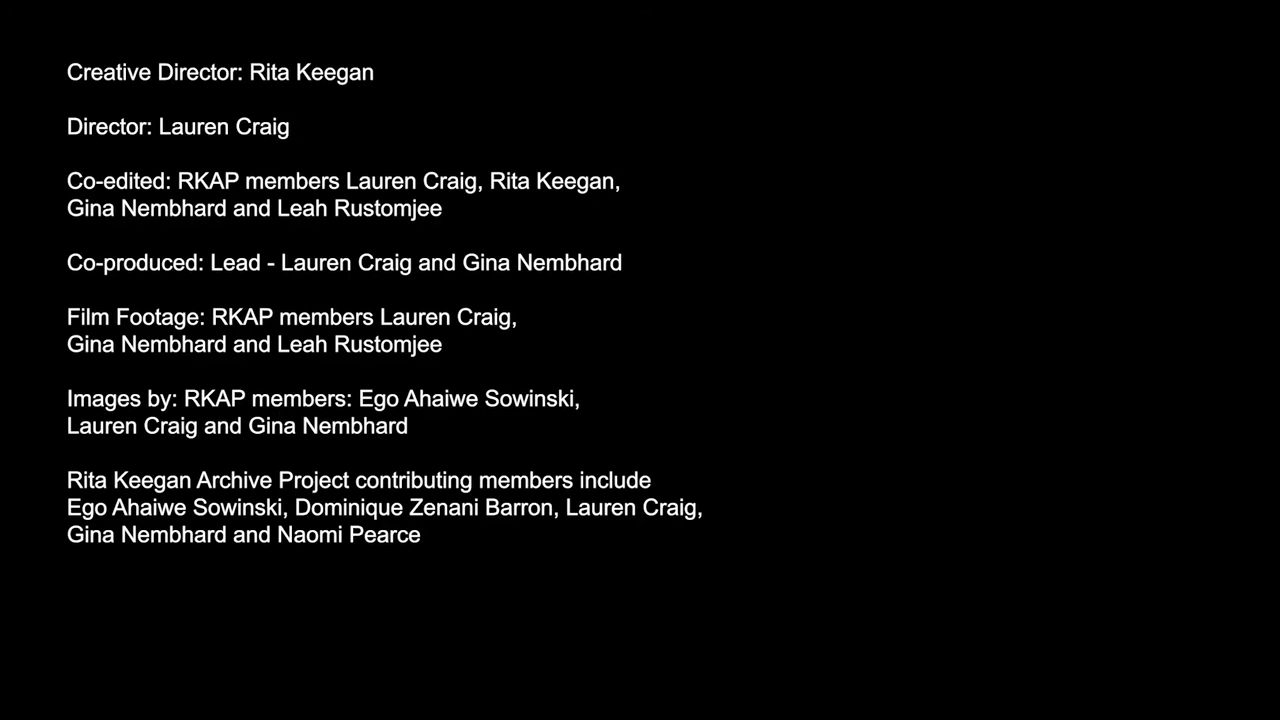 Creative Director: Rita Keegan
Director: Lauren Craig
Co-edited: RKAP members Lauren Craig, Rita Keegan,
Gina Nembhard and Leah Rustomjee
Co-produced: Lead - Lauren Craig and Gina Nembhard
Film Footage: RKAP members Lauren Craig,
Gina Nembhard and Leah Rustomjee
Images by: RKAP members: Ego Ahaiwe Sowinski,
Lauren Craig and Gina Nembhard
Rita Keegan Archive Project contributing members include
Ego Ahaiwe Sowinski, Dominique Zenani Barron, Lauren Craig,
Gina Nembhard and Naomi Pearce